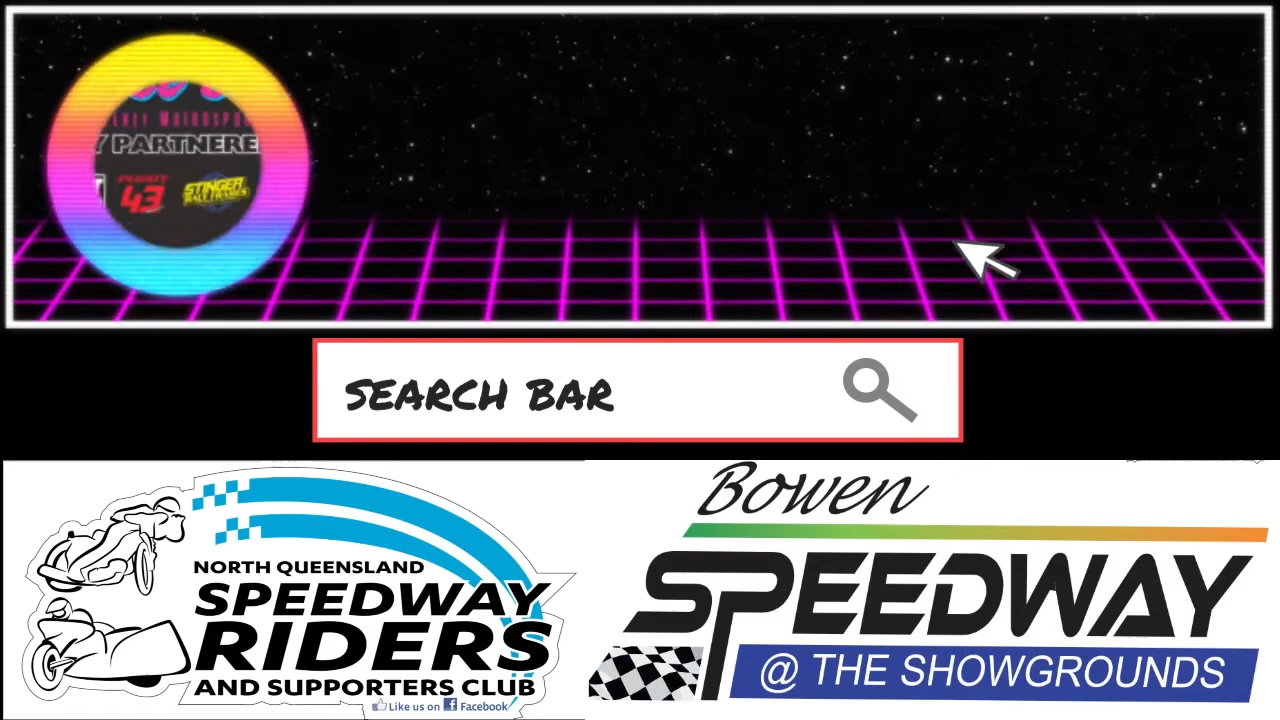 PARTNERE
43
STINGER
SEARCH BAR
NORTH QUEENSLAND
SPEEDWAY
RIDERS
AND SUPPORTERS CLUB
Like us on Facebook
Bowen
SPEEDWAY
@ THE SHOWGROUNDS